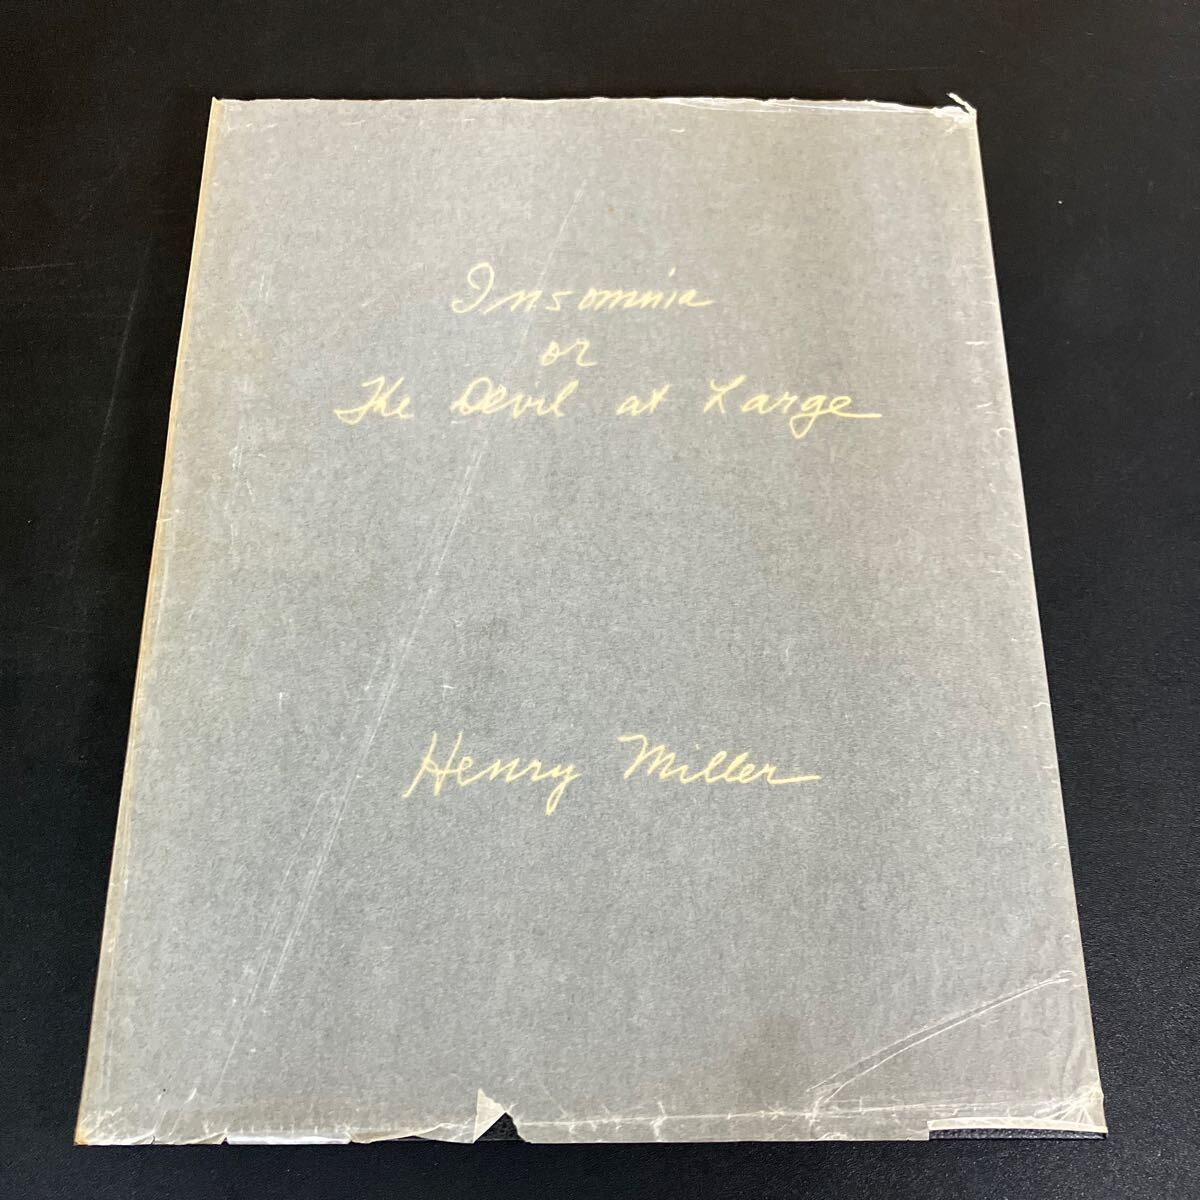 Insomnia
or
The Devil at Large
Henry Miller